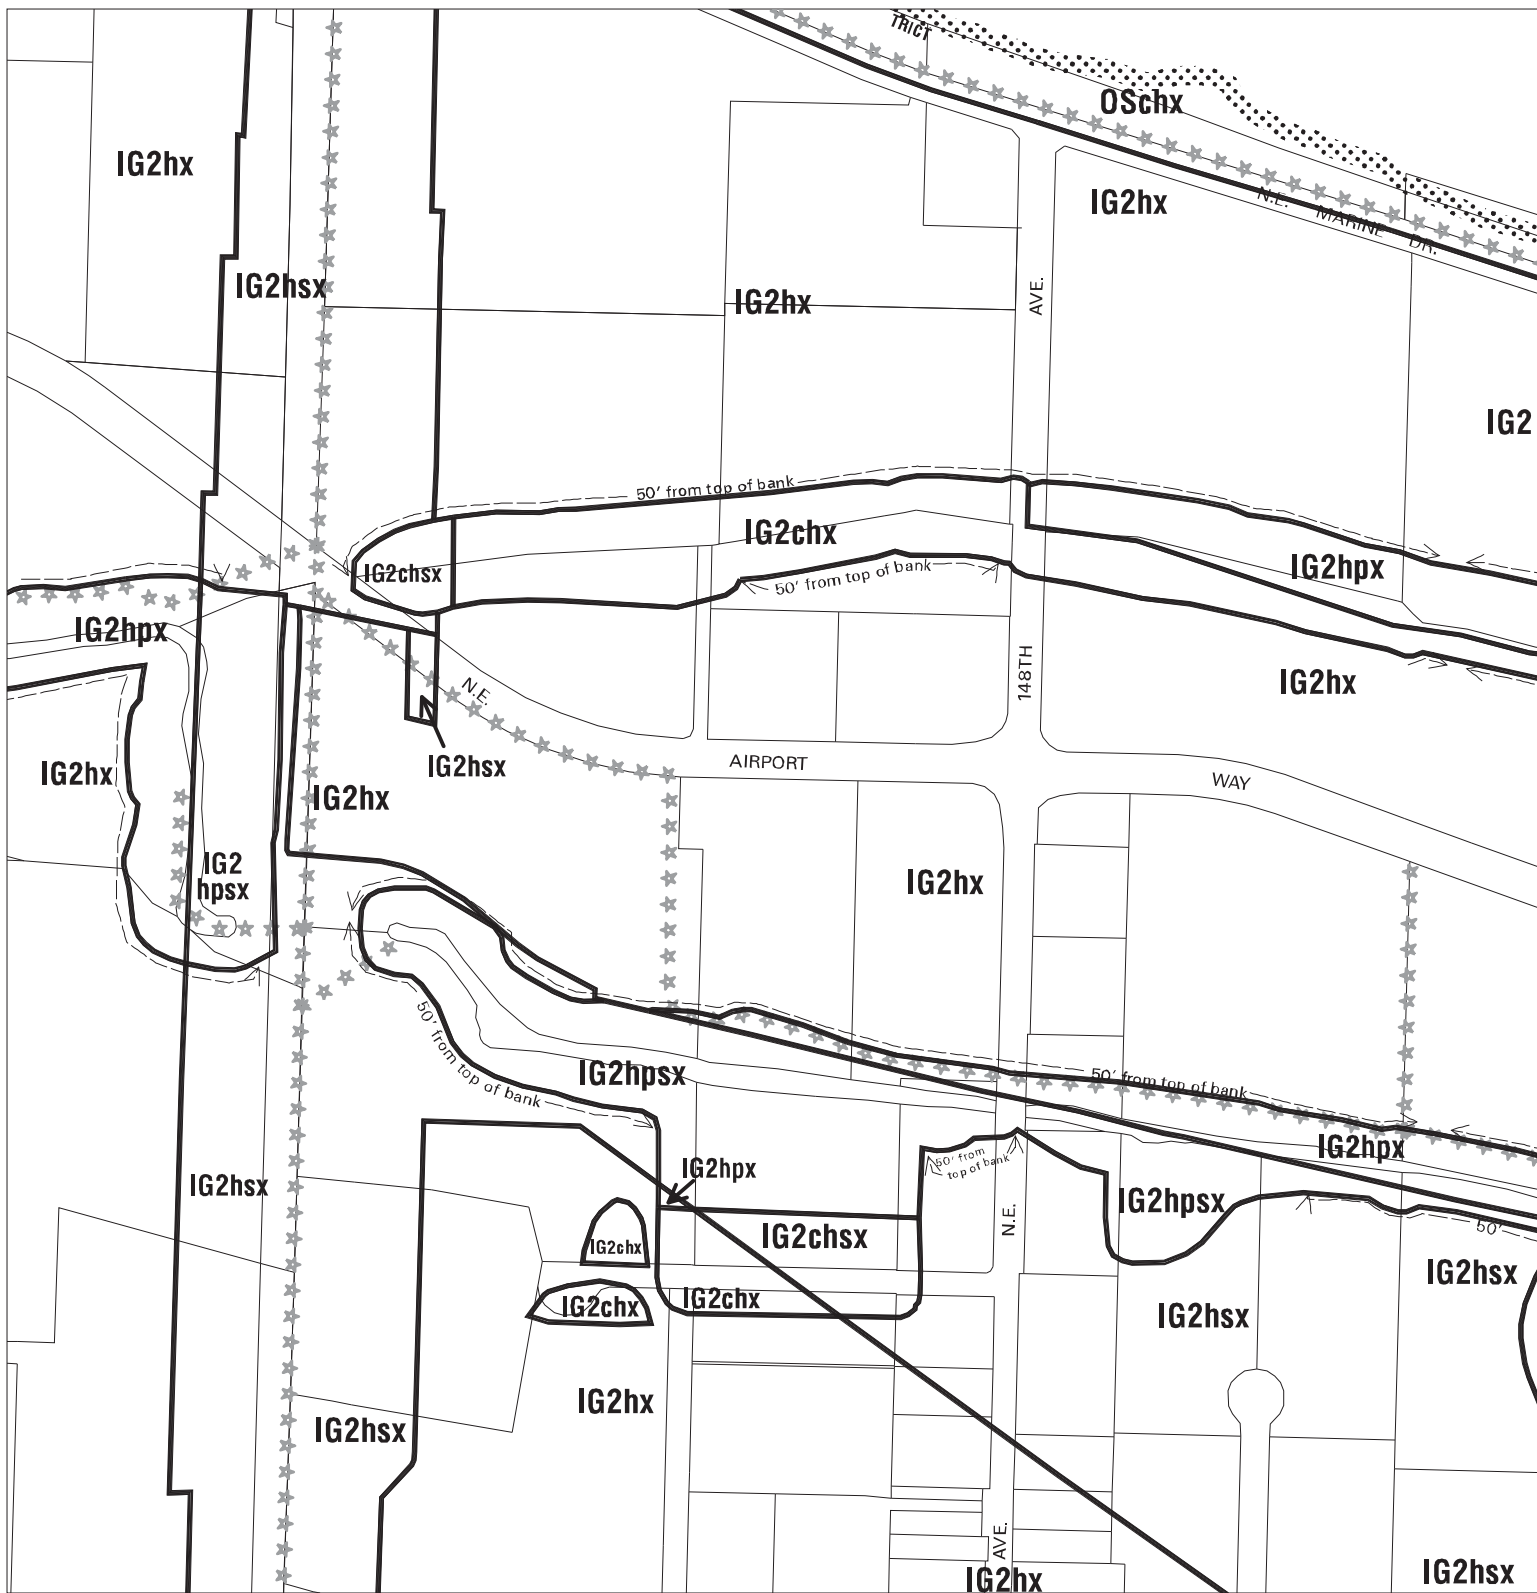 TRICT
OSchx
IG2hx
IG2hx
N.E. MARINE DR.
IG2hsx
IG2hx
AVE.
IG2
50' from top of bank
IG2chx
IG2chsx
IG2hpx
50' from top of bank
IG2hpx
148TH
IG2hx
N.E.
IG2hsx
AIRPORT
WAY
IG2hx
IG2hx
IG2
hpsx
IG2hx
50' from top of bank
IG2hpsx
50' from top of bank
IG2hpx
IG2hpx
50' from
top of bank
IG2hsx
IG2hpsx
N.E.
IG2chsx
50'
IG2chx
IG2hsx
IG2chx
IG2chx
IG2hsx
IG2hx
IG2hsx
AVE.
IG2hx
IG2hsx